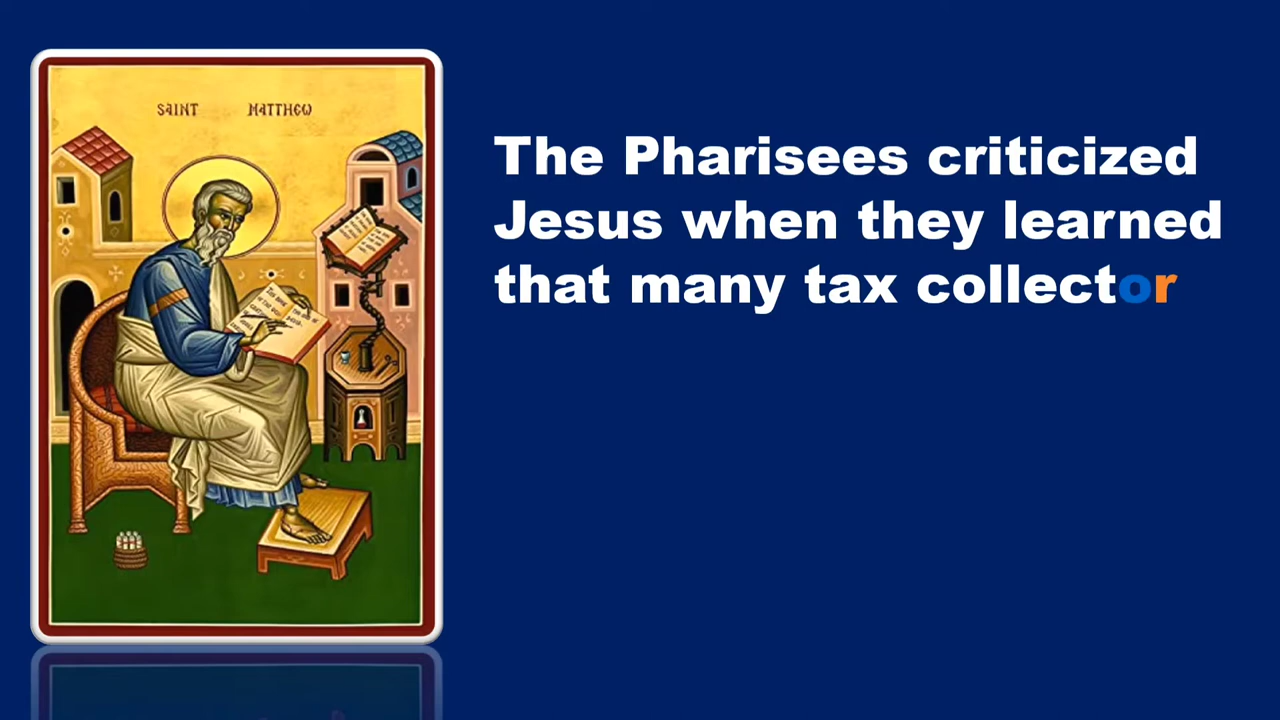 SAINT MATTHEW
The Pharisees criticized
Jesus when they learned
that many tax collector